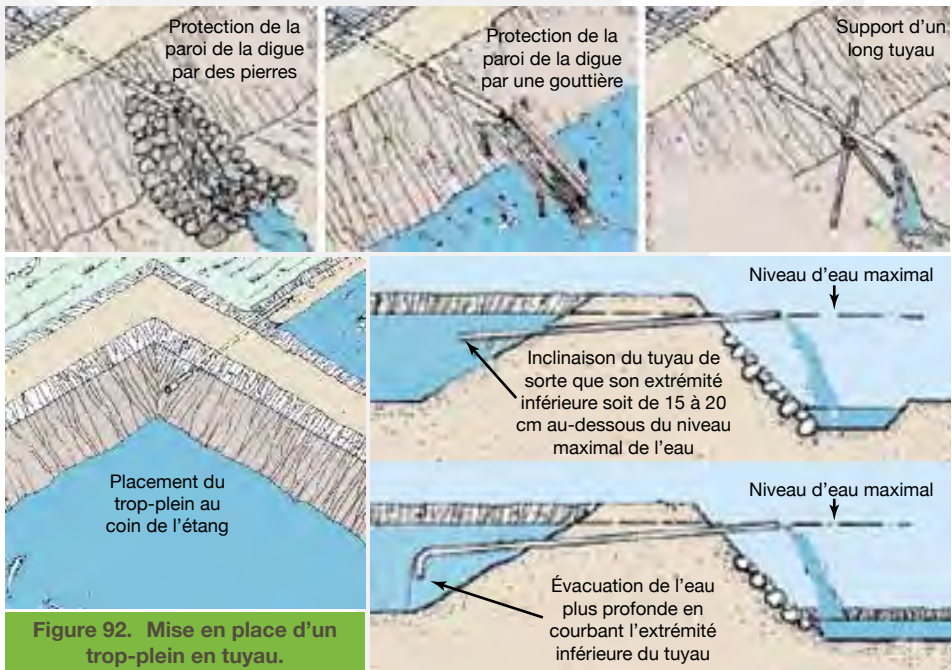 Protection de la
paroi de la digue
par des pierres
Protection de la
paroi de la digue
par une gouttière
Support d'un
long tuyau
Placement du
trop-plein au
coin de l'étang
Niveau d'eau maximal
Inclinaison du tuyau de
sorte que son extrémité
inférieure soit de 15 à 20
cm au-dessous du niveau
maximal de l'eau
Niveau d'eau maximal
Évacuation de l'eau
plus profonde en
courbant l'extrémité
inférieure du tuyau
Figure 92. Mise en place d'un
trop-plein en tuyau.